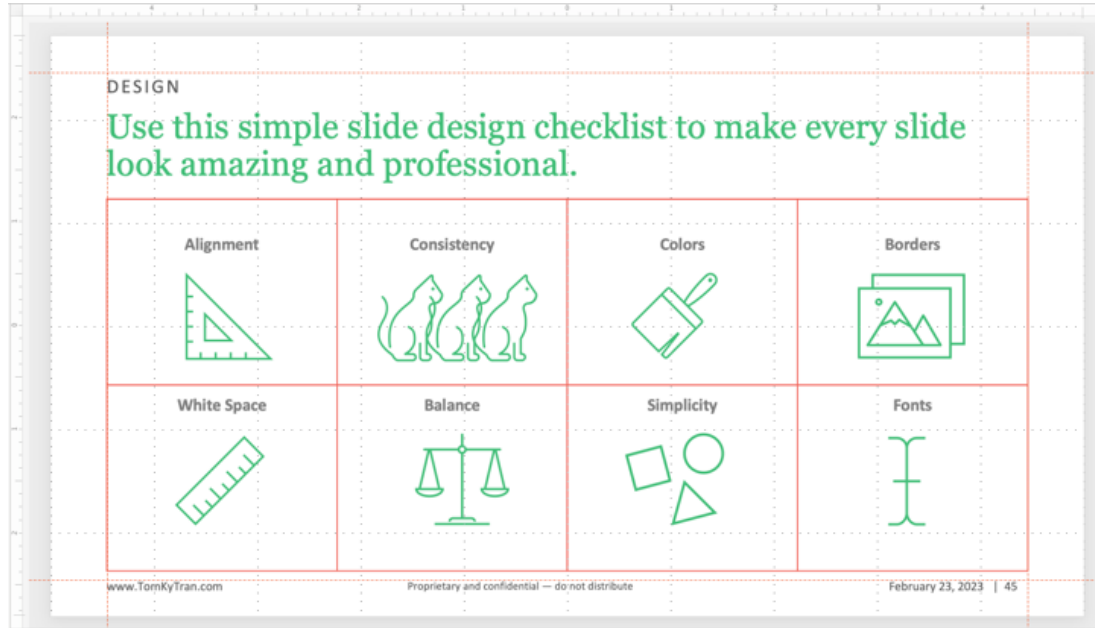 DESIGN
Use this simple slide design checklist to make every slide
look amazing and professional.
Alignment
Consistency
Colors
Borders
White Space
Balance
Simplicity
Fonts
www.TomKyTran.com
Proprietary and confidential — do not distribute
February 23, 2023 | 45